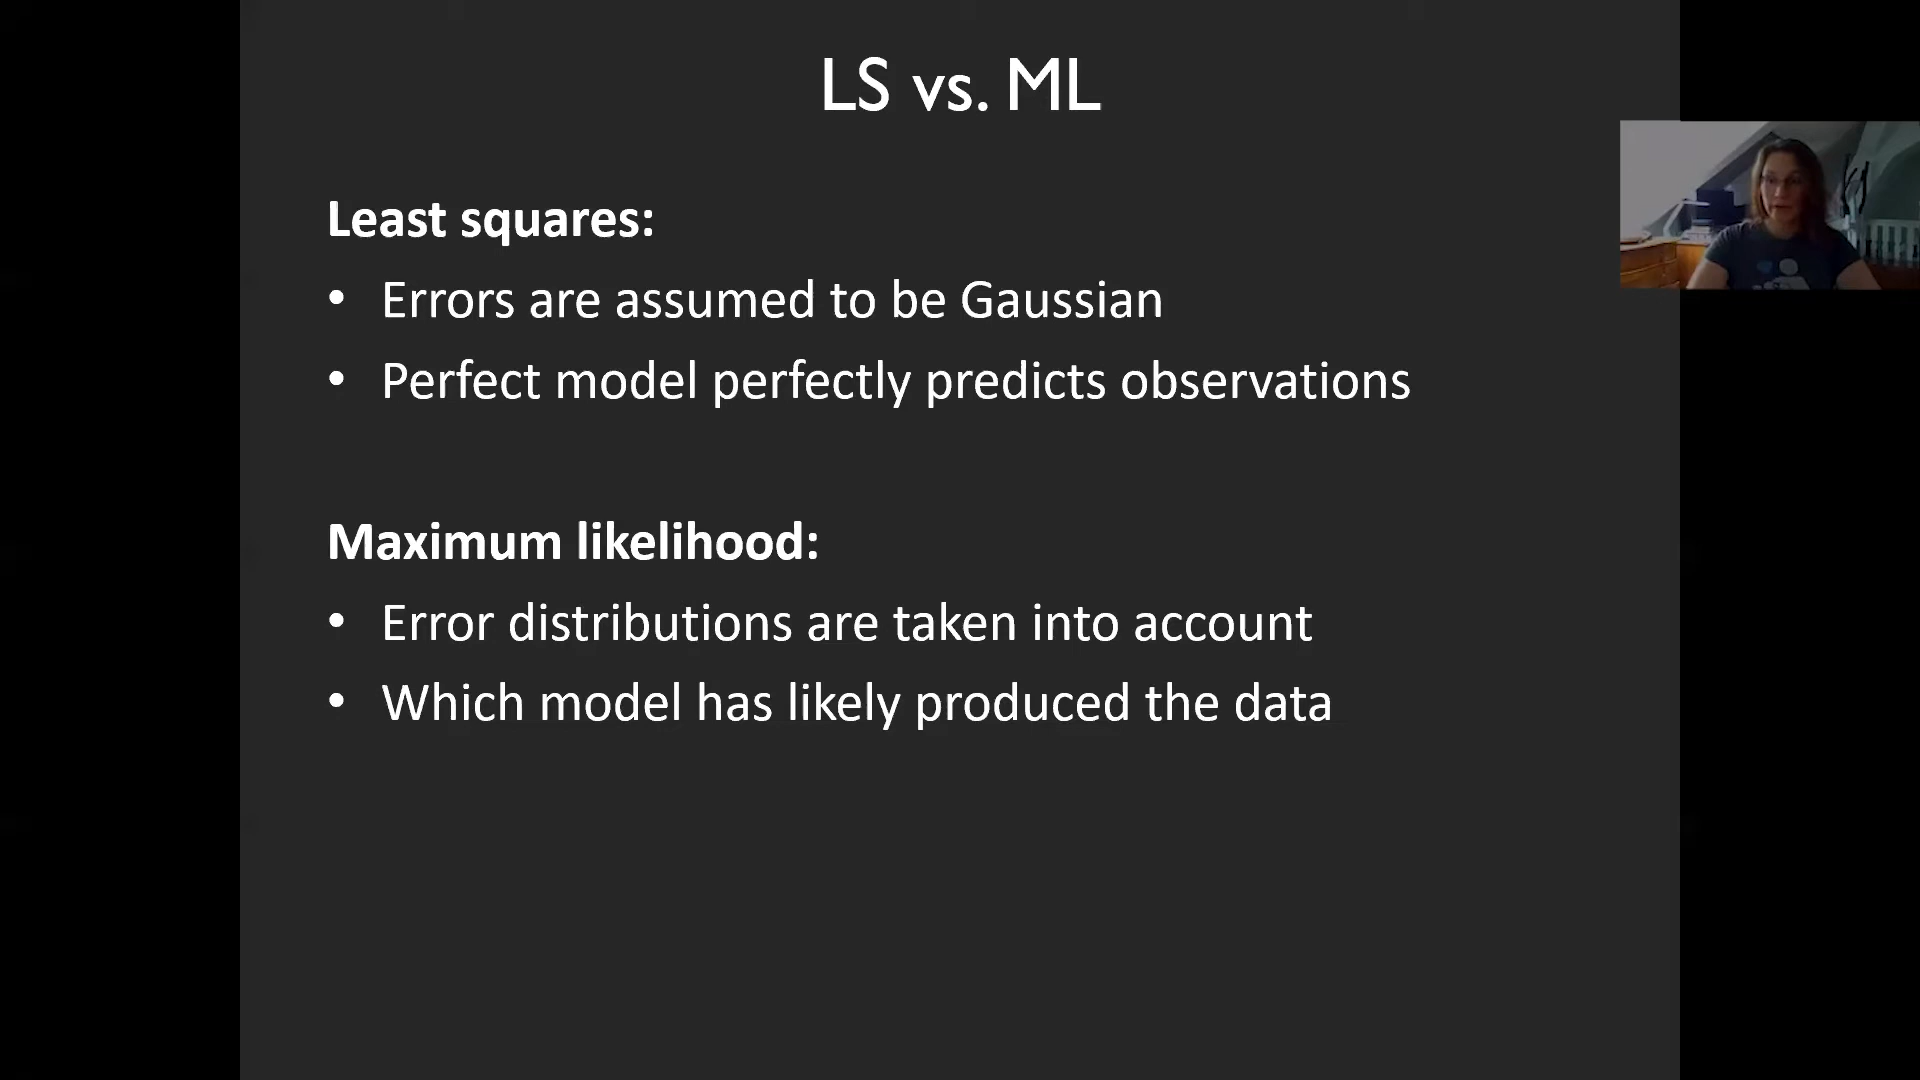 LS vs. ML
Least squares:
• Errors are assumed to be Gaussian
• Perfect model perfectly predicts observations
Maximum likelihood:
• Error distributions are taken into account
• Which model has likely produced the data